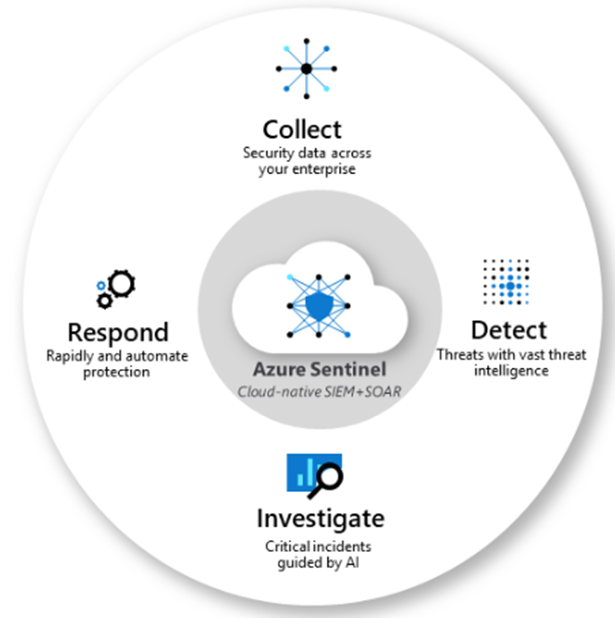 Collect
Security data across
your enterprise
Respond
Rapidly and automate
protection
Azure Sentinel
Cloud-native SIEM+SOAR
Detect
Threats with vast threat
intelligence
Investigate
Critical incidents
guided by AI